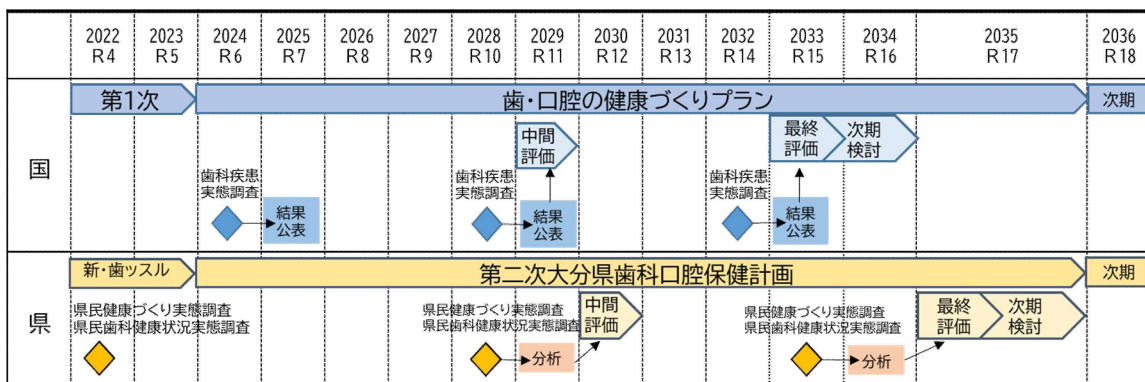 2022 2023 2024 2025 2026 2027 2028 2029 2030 2031 2032 2033 2034 2035 2036
R4 R5 R6 R7 R8 R9 R10 R11 R12 R13 R14 R15 R16 R17 R18
国
第1次 歯・口腔の健康づくりプラン 次期
中間
評価
最終
評価
次期
検討
歯科疾患
実態調査
結果
公表
歯科疾患
実態調査
結果
公表
歯科疾患
実態調査
結果
公表
県
新・歯ッスル 第二次大分県歯科口腔保健計画 次期
県民健康づくり実態調査
県民歯科健康状況実態調査
県民健康づくり実態調査
県民歯科健康状況実態調査
分析
中間
評価
県民健康づくり実態調査
県民歯科健康状況実態調査
分析
最終
評価
次期
検討